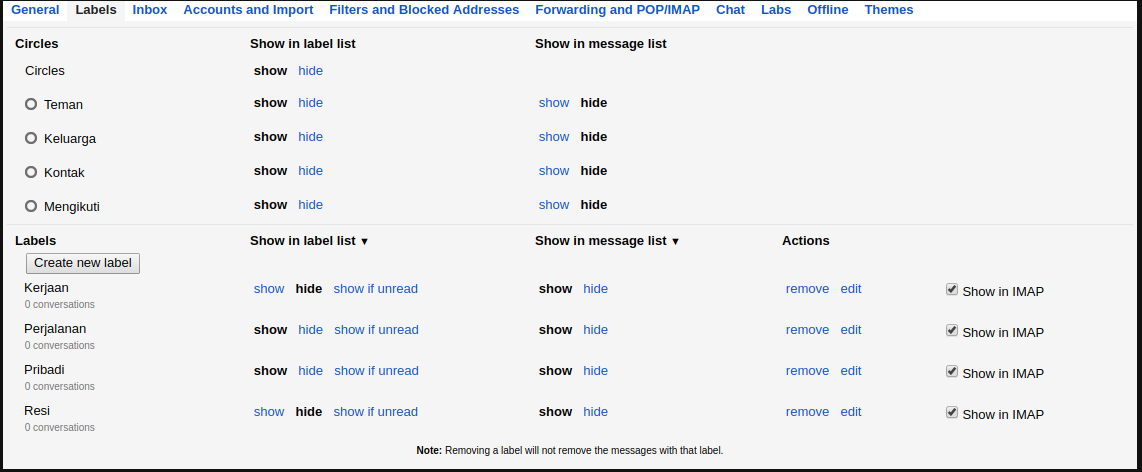 General Labels Inbox Accounts and Import Filters and Blocked Addresses Forwarding and POP/IMAP Chat Labs Offline Themes
Circles Show in label list Show in message list
Circles show hide
Teman show hide show hide
Keluarga show hide show hide
Kontak show hide show hide
Mengikuti show hide show hide
Labels Show in label list ▼ Show in message list ▼ Actions
Create new label
Kerjaan show hide show if unread show hide remove edit Show in IMAP
0 conversations
Perjalanan show hide show if unread show hide remove edit Show in IMAP
0 conversations
Pribadi show hide show if unread show hide remove edit Show in IMAP
0 conversations
Resi show hide show if unread show hide remove edit Show in IMAP
0 conversations
Note: Removing a label will not remove the messages with that label.